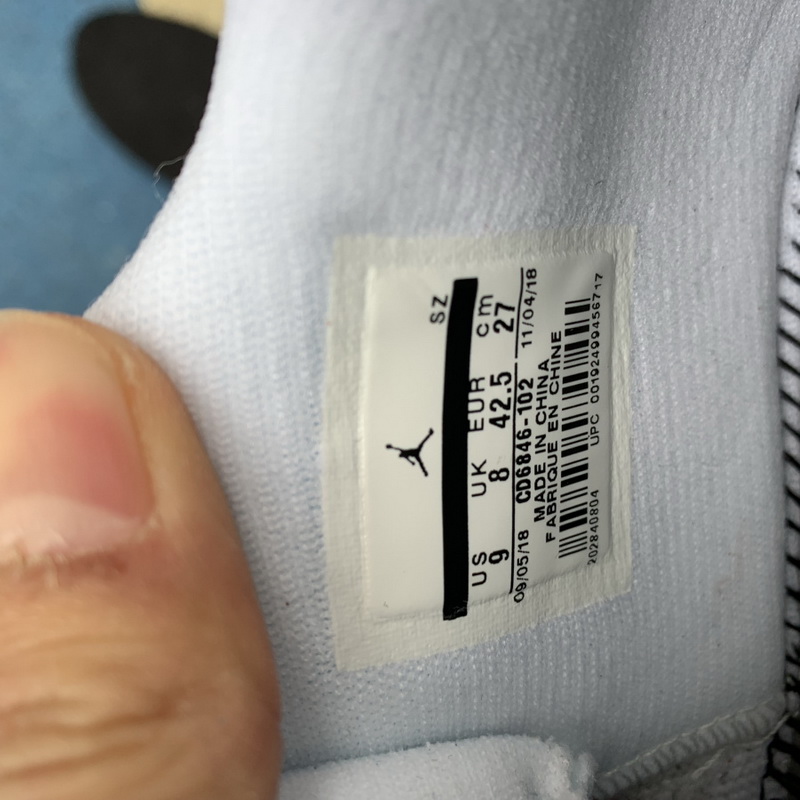 SZ
US UK EUR cm
9 8 42.5 27
09/05/18 CD6846-102 11/04/18
MADE IN CHINA
FABRIQUE EN CHINE
202840804 UPC 00192499456717